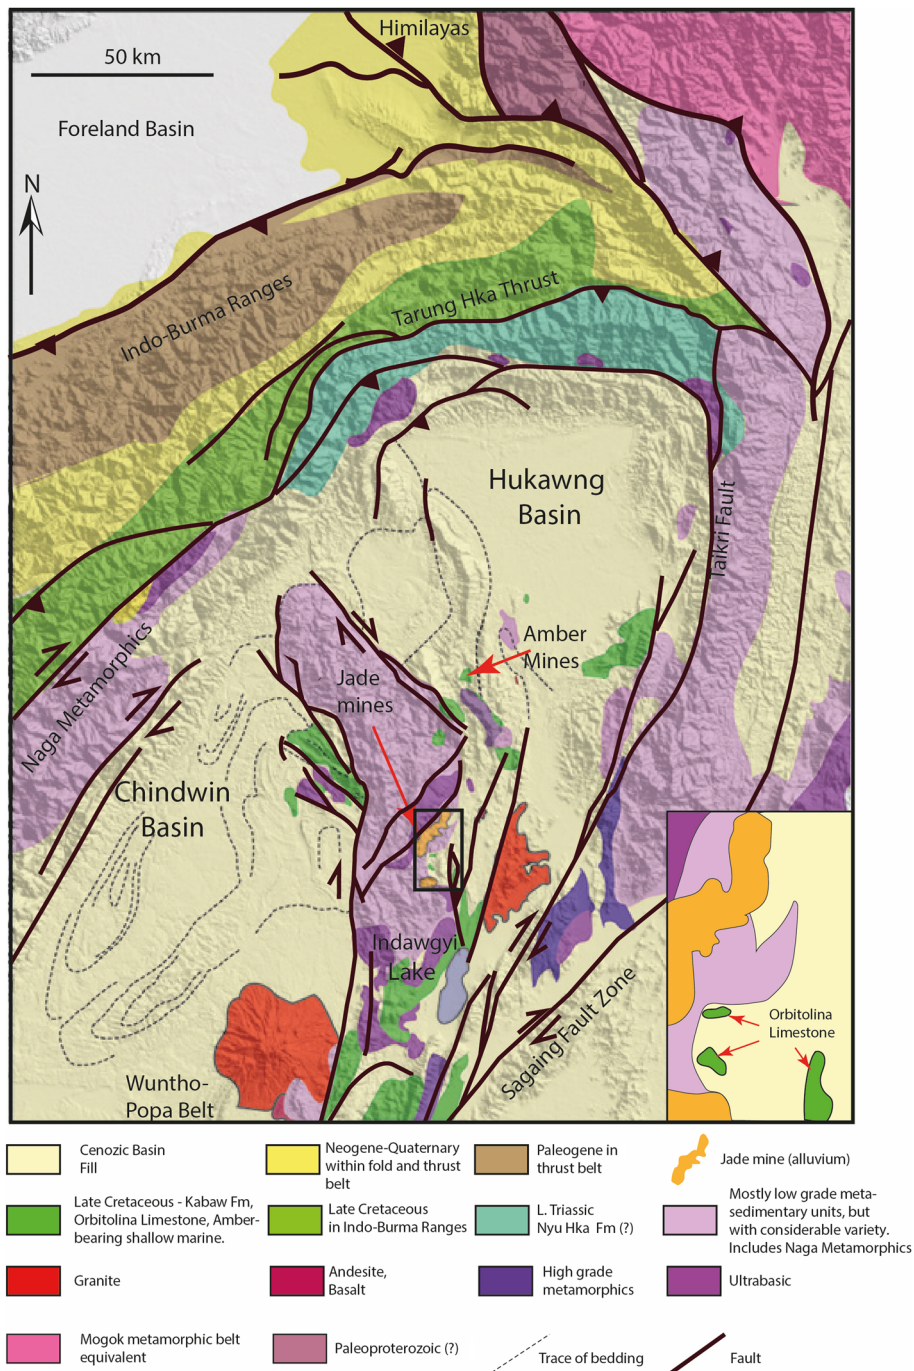 Himilayas
50 km
Foreland Basin
N
Indo-Burma Ranges
Tarung Hka Thrust
Hukawng
Basin
Taikri Fault
Amber
Mines
Jade
mines
Naga Metamorphics
Chindwin
Basin
Indawgyi
Lake
Orbitolina
Limestone
Sagaing Fault Zone
Wuntho-
Popa Belt
Cenozic Basin
Fill
Neogene-Quaternary
within fold and thrust
belt
Paleogene in
thrust belt
Jade mine (alluvium)
Late Cretaceous - Kabaw Fm,
Orbitolina Limestone, Amber-
bearing shallow marine.
Late Cretaceous
in Indo-Burma Ranges
L. Triassic
Nyu Hka Fm (?)
Mostly low grade meta-
sedimentary units, but
with considerable variety.
Includes Naga Metamorphics
Granite
Andesite,
Basalt
High grade
metamorphics
Ultrabasic
Mogok metamorphic belt
equivalent
Paleoproterozoic (?)
Trace of bedding
Fault